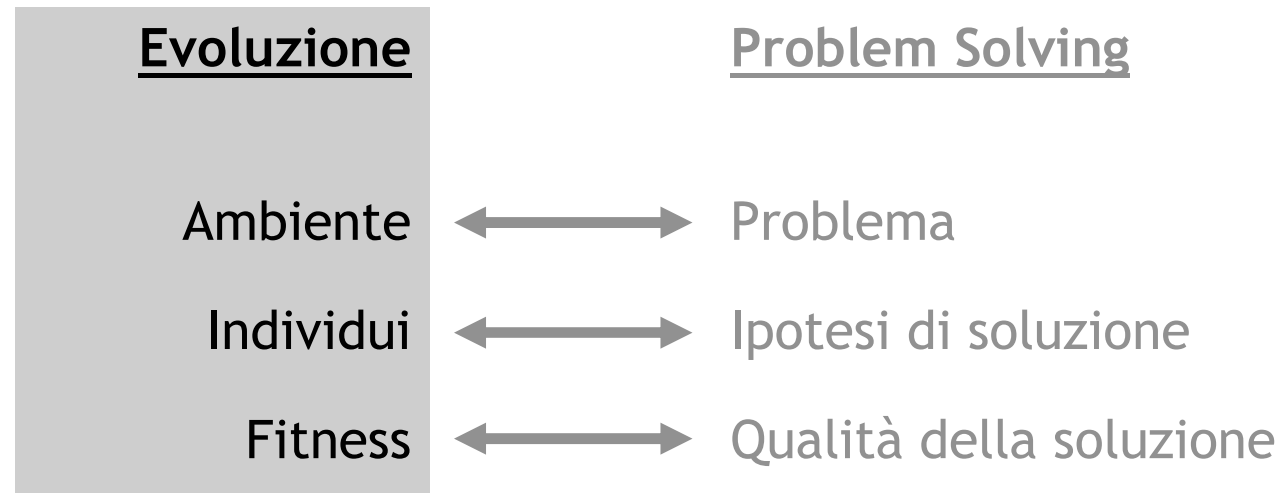 Evoluzione Problem Solving
Ambiente Problema
Individui Ipotesi di soluzione
Fitness Qualità della soluzione